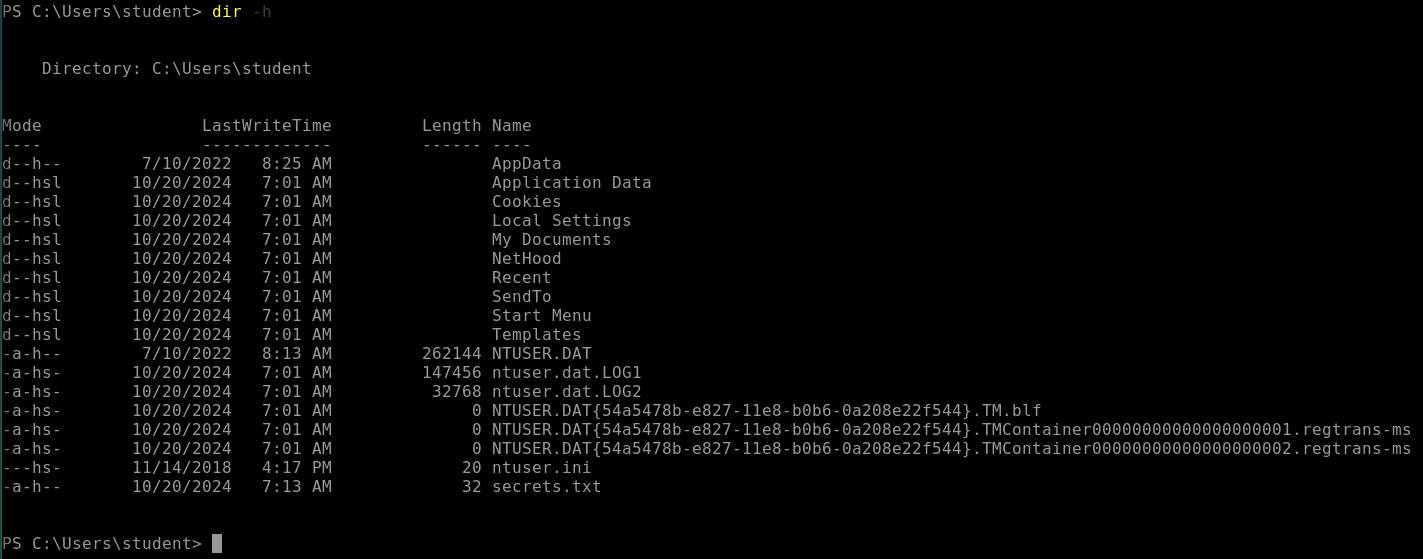 PS C:\Users\student> dir -h
Directory: C:\Users\student
Mode                LastWriteTime         Length Name
----                -------------         ------ ----
d--h--        7/10/2022   8:25 AM                AppData
d--hsl       10/20/2024   7:01 AM                Application Data
d--hsl       10/20/2024   7:01 AM                Cookies
d--hsl       10/20/2024   7:01 AM                Local Settings
d--hsl       10/20/2024   7:01 AM                My Documents
d--hsl       10/20/2024   7:01 AM                NetHood
d--hsl       10/20/2024   7:01 AM                Recent
d--hsl       10/20/2024   7:01 AM                SendTo
d--hsl       10/20/2024   7:01 AM                Start Menu
d--hsl       10/20/2024   7:01 AM                Templates
-a-h--        7/10/2022   8:13 AM         262144 NTUSER.DAT
-a-hs-       10/20/2024   7:01 AM         147456 ntuser.dat.LOG1
-a-hs-       10/20/2024   7:01 AM          32768 ntuser.dat.LOG2
-a-hs-       10/20/2024   7:01 AM              0 NTUSER.DAT{54a5478b-e827-11e8-b0b6-0a208e22f544}.TM.blf
-a-hs-       10/20/2024   7:01 AM              0 NTUSER.DAT{54a5478b-e827-11e8-b0b6-0a208e22f544}.TMContainer00000000000000000001.regtrans-ms
-a-hs-       10/20/2024   7:01 AM              0 NTUSER.DAT{54a5478b-e827-11e8-b0b6-0a208e22f544}.TMContainer00000000000000000002.regtrans-ms
---hs-       11/14/2018   4:17 PM             20 ntuser.ini
-a-h--       10/20/2024   7:13 AM             32 secrets.txt
PS C:\Users\student>